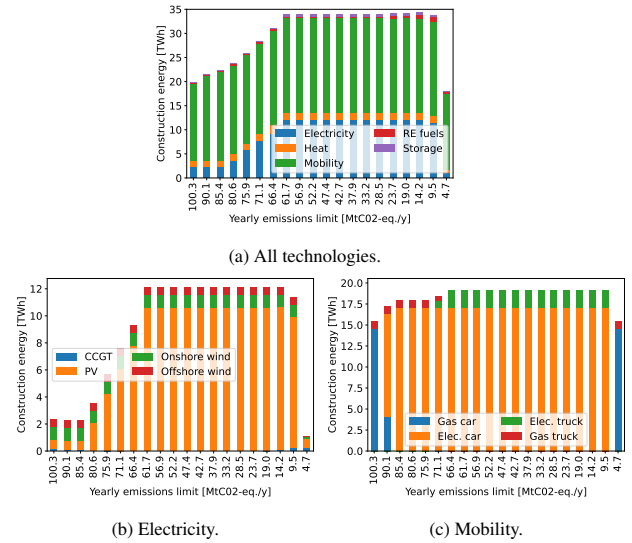 35
30
25
20
15
10
5
0
Construction energy [TWh]
Electricity
Heat
Mobility
RE fuels
Storage
100.3 90.1 85.4 80.6 75.9 71.1 66.4 61.7 56.9 52.2 47.4 42.7 37.9 33.2 28.5 23.7 19.0 14.2 9.5 4.7
Yearly emissions limit [MtC02-eq./y]
(a) All technologies.
12
10
8
6
4
2
0
Construction energy [TWh]
CCGT
PV
Onshore wind
Offshore wind
100.3 90.1 85.4 80.6 75.9 71.1 66.4 61.7 56.9 52.2 47.4 42.7 37.9 33.2 28.5 23.7 19.0 14.2 9.5 4.7
Yearly emissions limit [MtC02-eq./y]
(b) Electricity.
20.0
17.5
15.0
12.5
10.0
7.5
5.0
2.5
0.0
Construction energy [TWh]
Gas car
Elec. car
Elec. truck
Gas truck
100.3 90.1 85.4 80.6 75.9 71.1 66.4 61.7 56.9 52.2 47.4 42.7 37.9 33.2 28.5 23.7 19.0 14.2 9.5 4.7
Yearly emissions limit [MtC02-eq./y]
(c) Mobility.